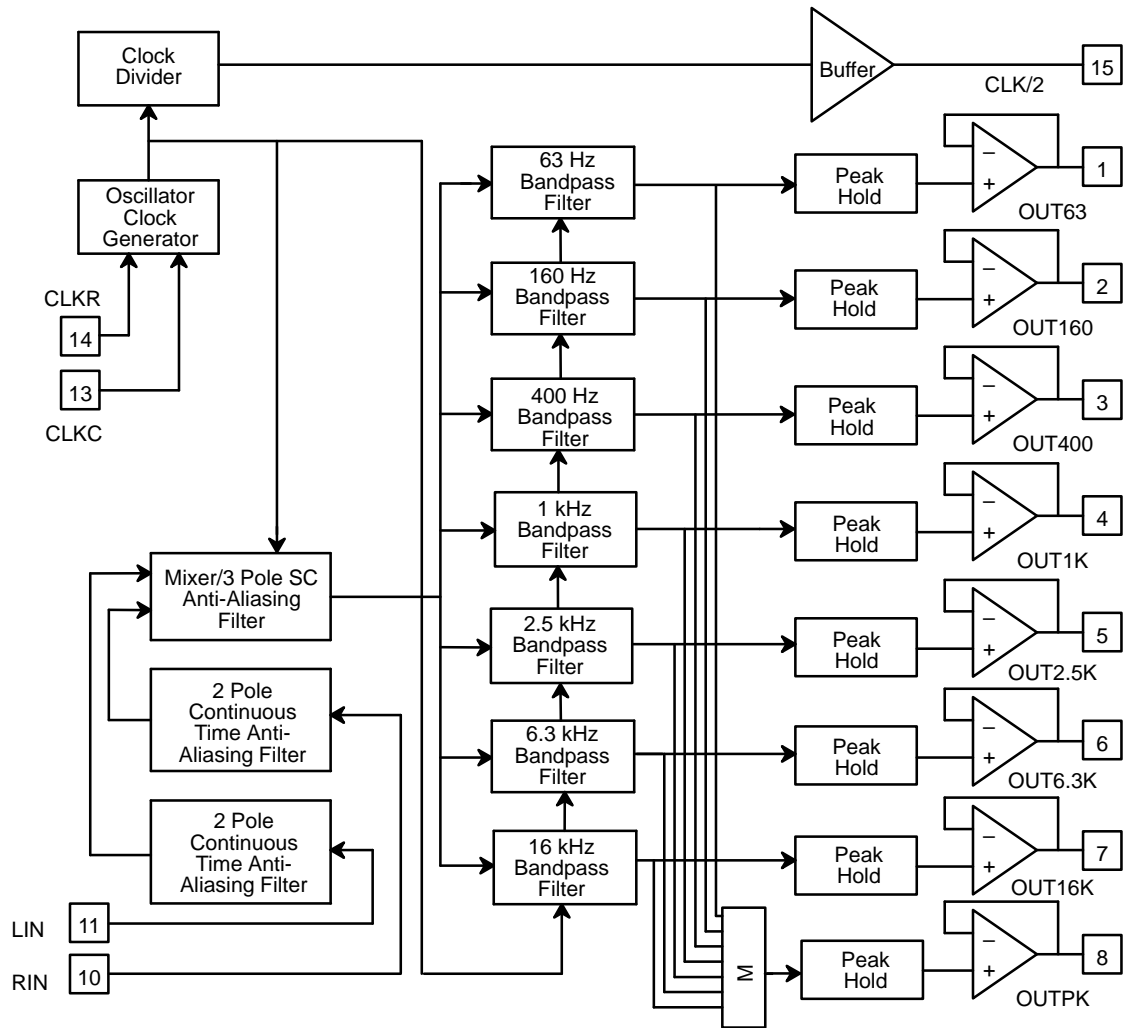 Clock
Divider
Buffer
CLK/2
15
Oscillator
Clock
Generator
CLKR
14
13
CLKC
63 Hz
Bandpass
Filter
Peak
Hold
−
+
1
OUT63
160 Hz
Bandpass
Filter
Peak
Hold
−
+
2
OUT160
400 Hz
Bandpass
Filter
Peak
Hold
−
+
3
OUT400
1 kHz
Bandpass
Filter
Peak
Hold
−
+
4
OUT1K
Mixer/3 Pole SC
Anti-Aliasing
Filter
2.5 kHz
Bandpass
Filter
Peak
Hold
−
+
5
OUT2.5K
2 Pole
Continuous
Time Anti-
Aliasing Filter
6.3 kHz
Bandpass
Filter
Peak
Hold
−
+
6
OUT6.3K
2 Pole
Continuous
Time Anti-
Aliasing Filter
16 kHz
Bandpass
Filter
Peak
Hold
−
+
7
OUT16K
LIN
11
RIN
10
M
Peak
Hold
−
+
8
OUTPK